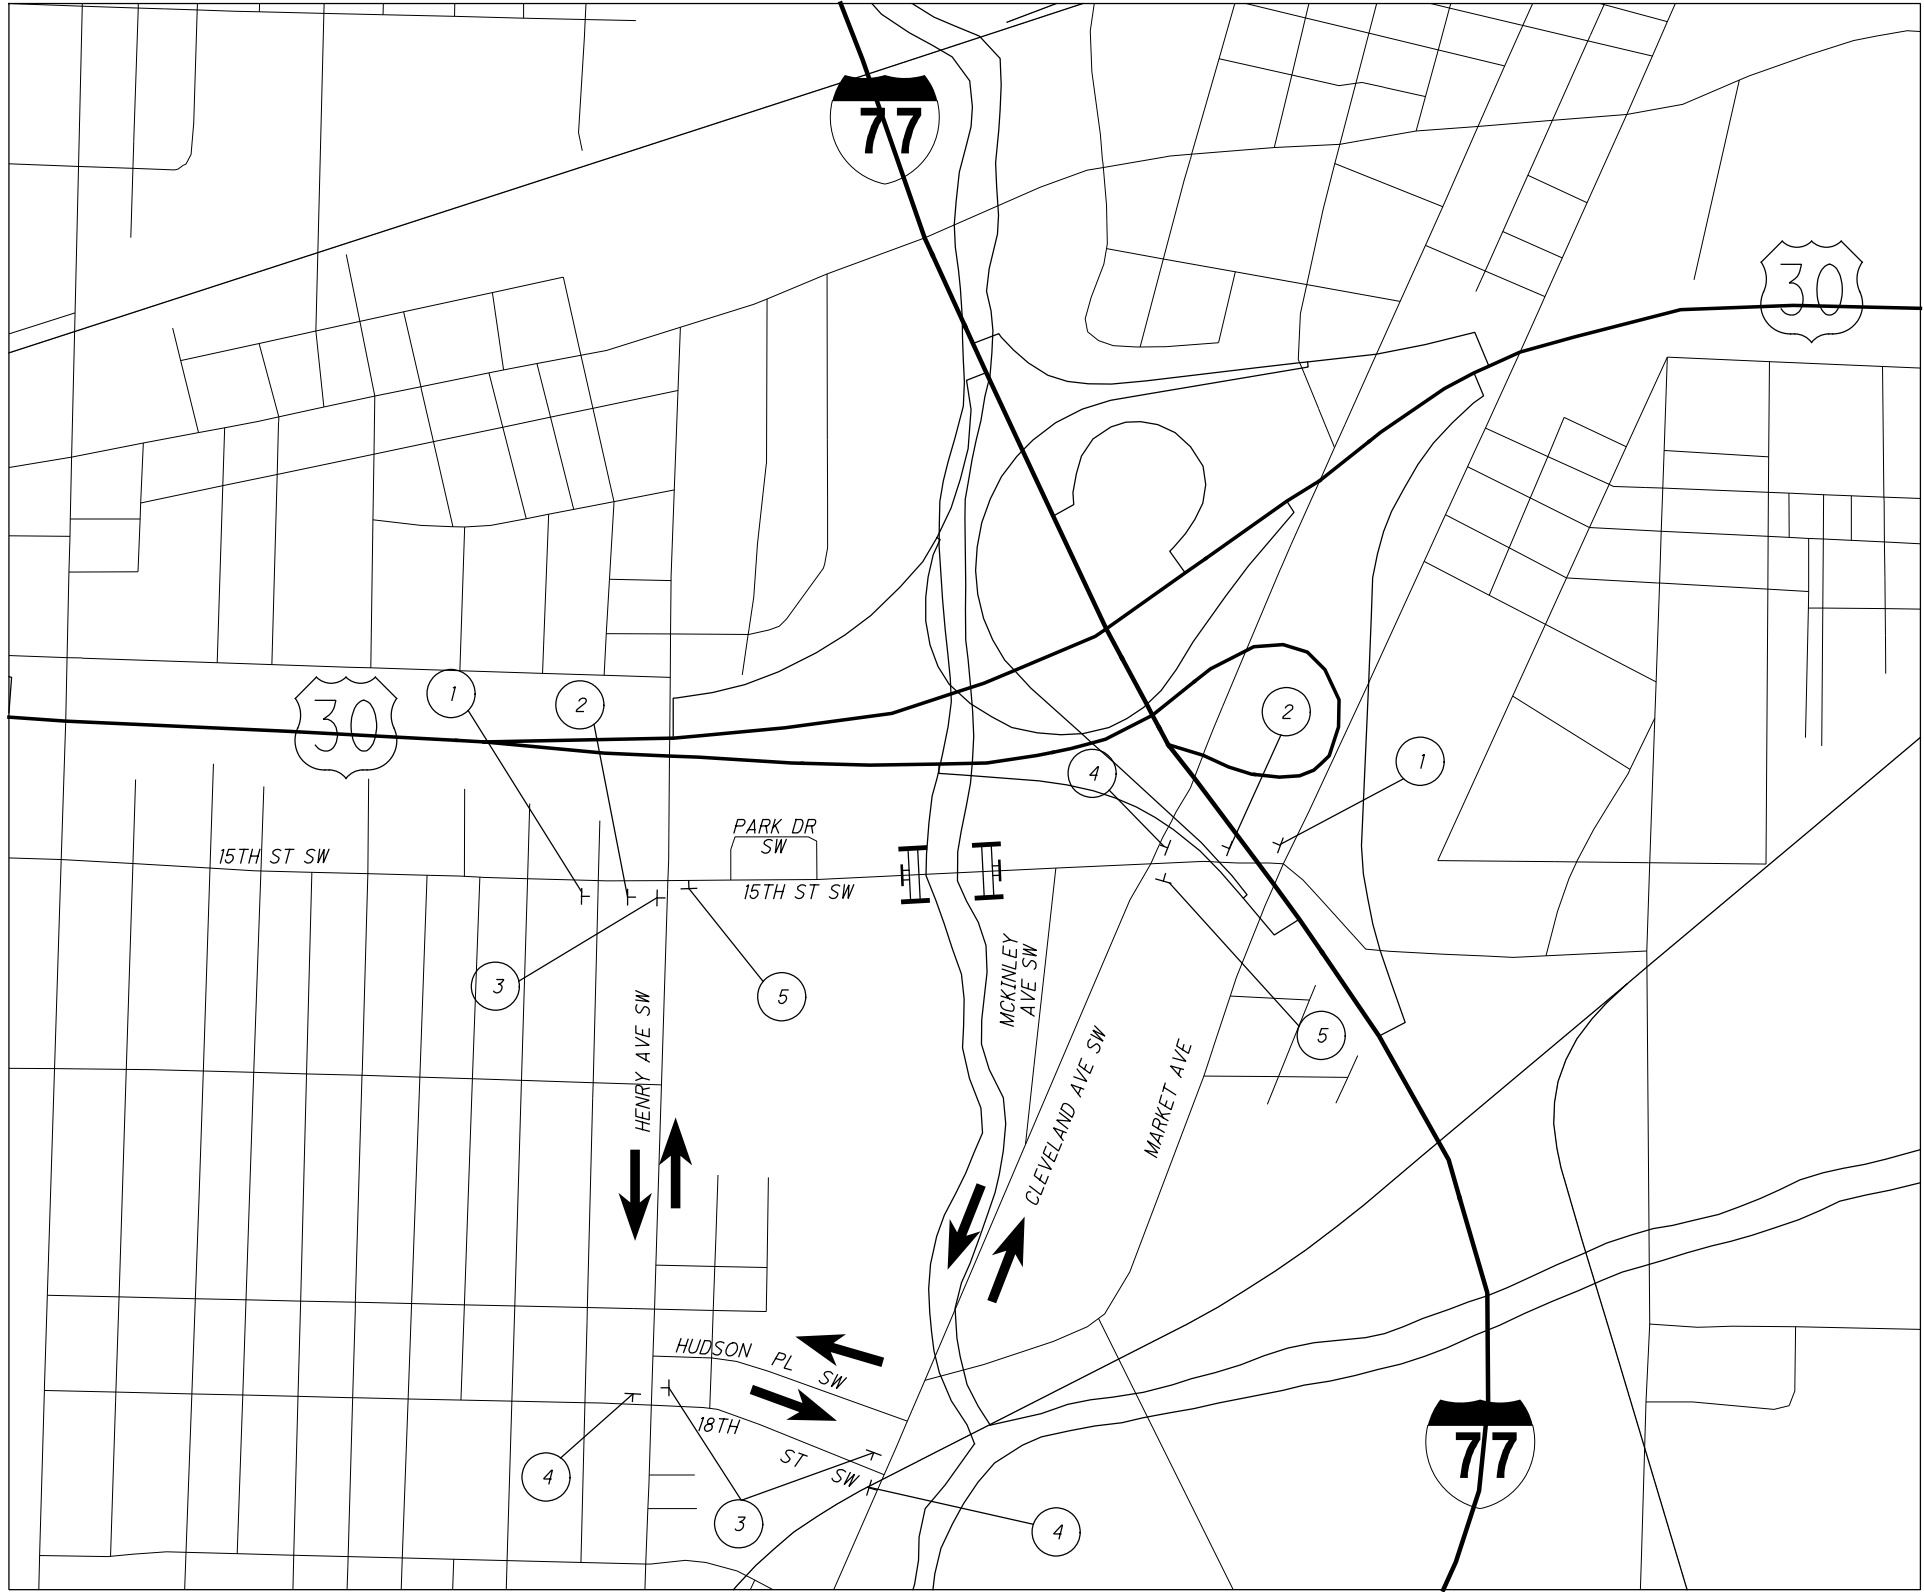 77
30
1
2
30
2
1
4
PARK DR
SW
15TH ST SW
15TH ST SW
3
5
MCKINLEY
AVE SW
HENRY AVE SW
CLEVELAND AVE SW
MARKET AVE
5
HUDSON PL SW
18TH ST SW
77
4
3
4